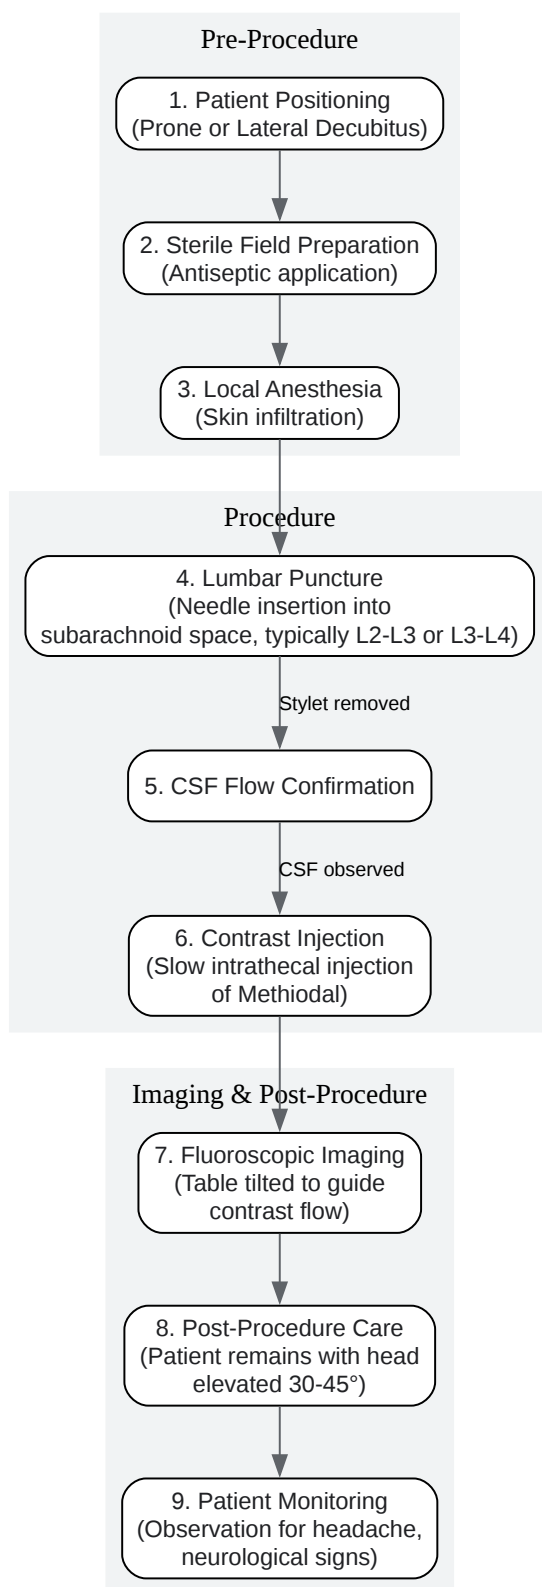 Pre-Procedure
1. Patient Positioning
(Prone or Lateral Decubitus)
2. Sterile Field Preparation
(Antiseptic application)
3. Local Anesthesia
(Skin infiltration)
Procedure
4. Lumbar Puncture
(Needle insertion into
subarachnoid space, typically L2-L3 or L3-L4)
Stylet removed
5. CSF Flow Confirmation
CSF observed
6. Contrast Injection
(Slow intrathecal injection
of Methiodal)
Imaging & Post-Procedure
7. Fluoroscopic Imaging
(Table tilted to guide
contrast flow)
8. Post-Procedure Care
(Patient remains with head
elevated 30-45°)
9. Patient Monitoring
(Observation for headache,
neurological signs)